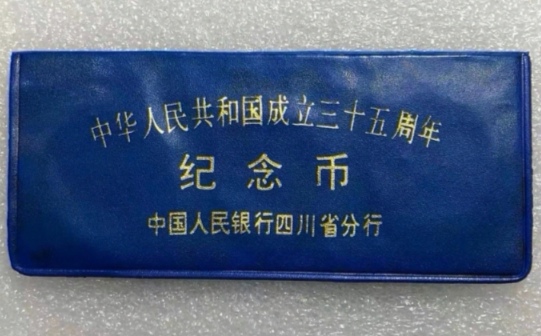 中华人民共和国成立三十五周年
纪念币
中国人民银行四川省分行